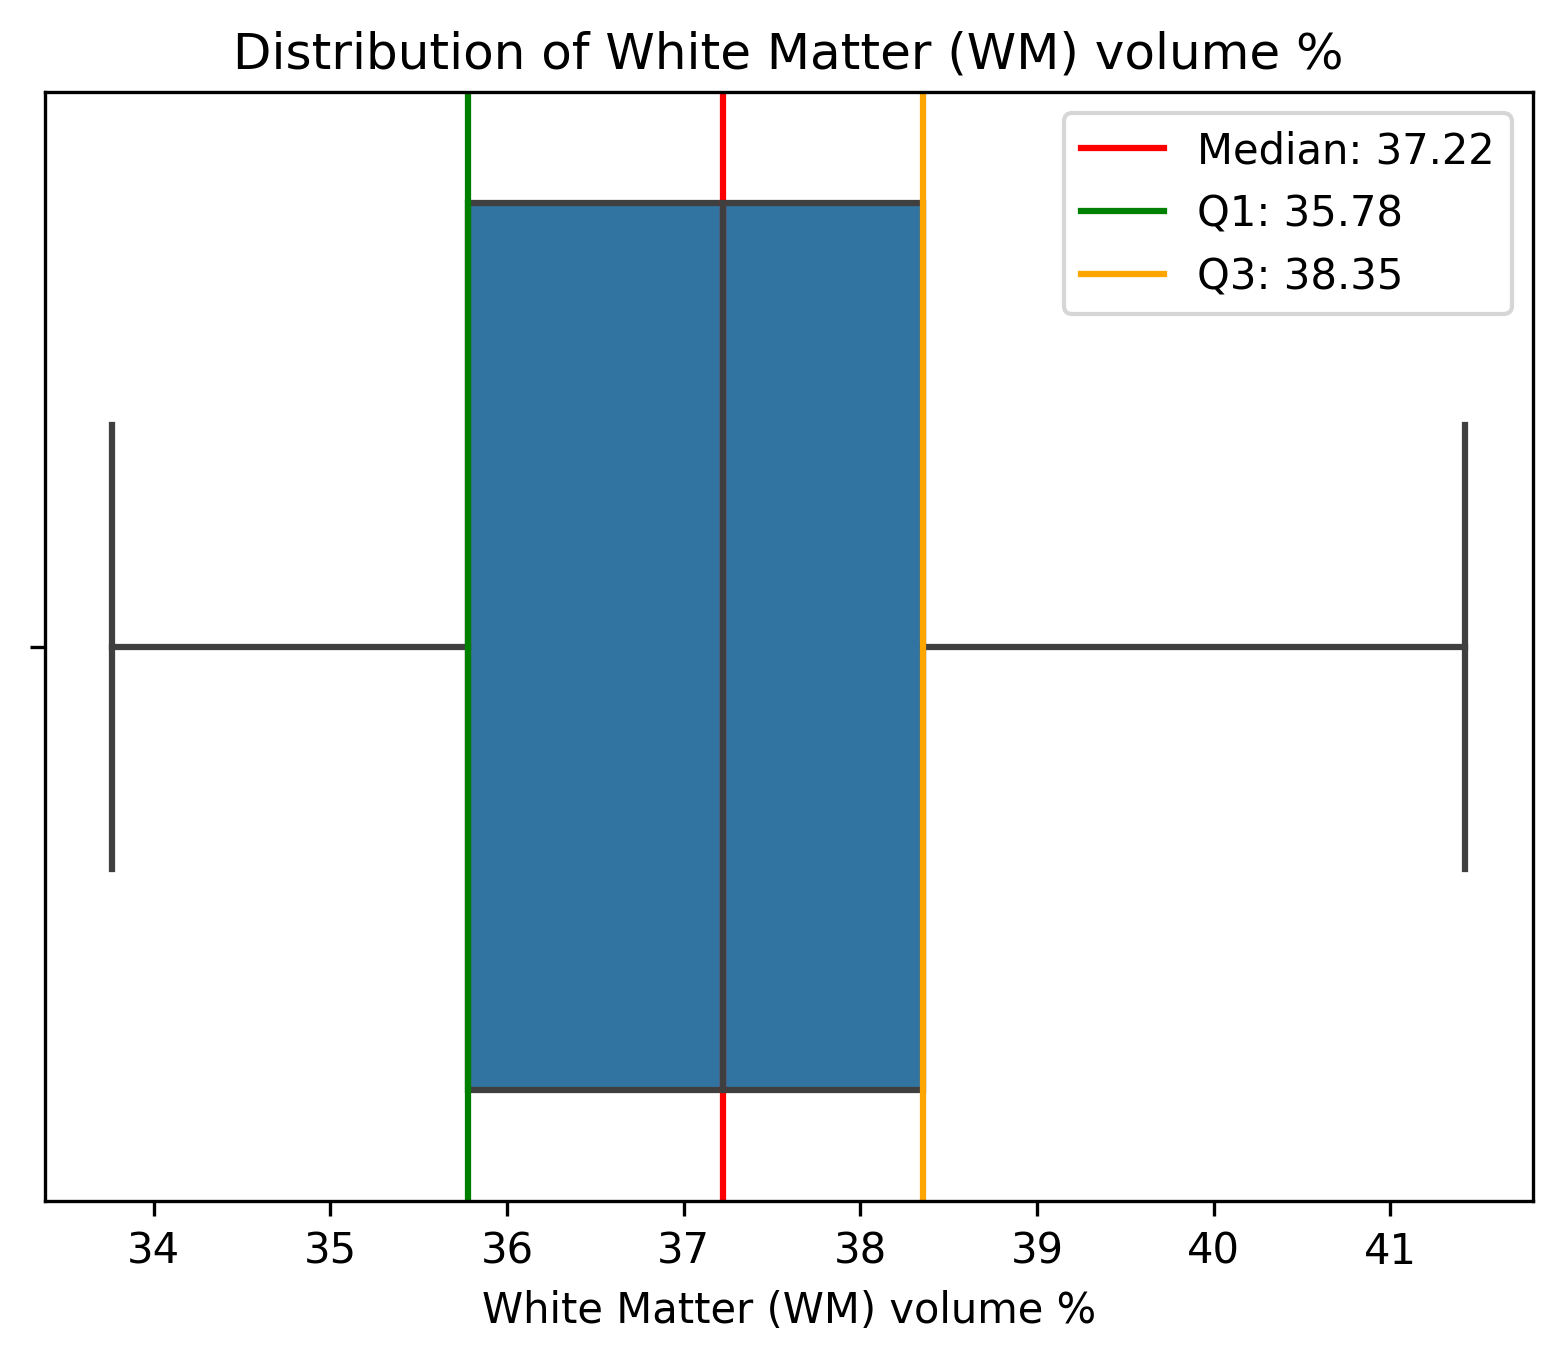 Distribution of White Matter (WM) volume %
Median: 37.22
Q1: 35.78
Q3: 38.35
34 35 36 37 38 39 40 41
White Matter (WM) volume %